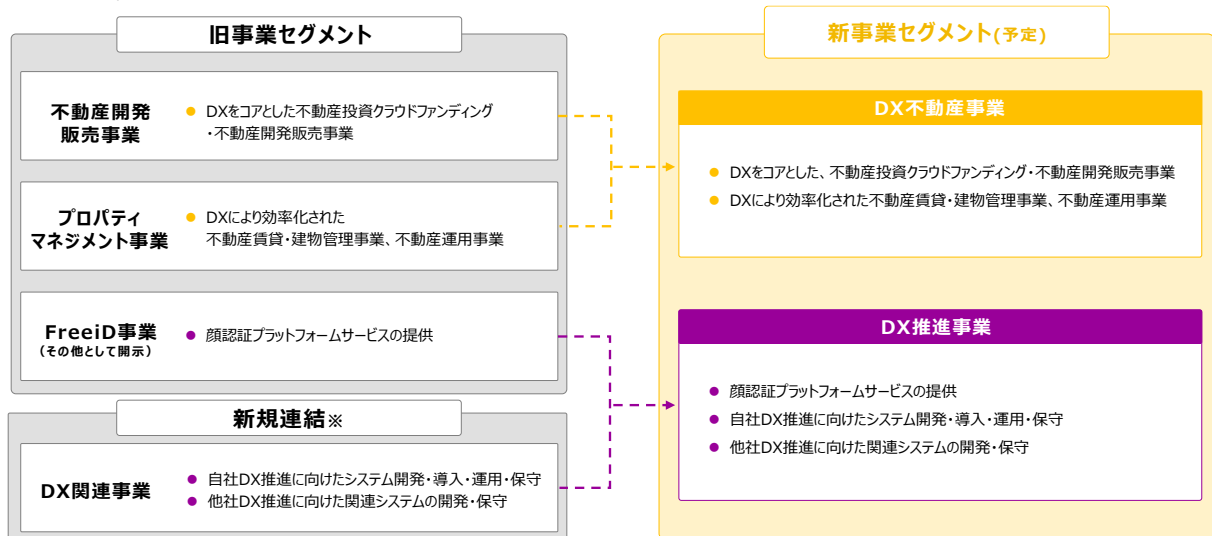 旧事業セグメント
不動産開発
販売事業
● DXをコアとした不動産投資クラウドファンディング
・不動産開発販売事業
プロパティ
マネジメント事業
● DXにより効率化された
不動産賃貸・建物管理事業、不動産運用事業
FreeiD事業
(その他として開示)
● 顔認証プラットフォームサービスの提供
新規連結※
DX関連事業
● 自社DX推進に向けたシステム開発・導入・運用・保守
● 他社DX推進に向けた関連システムの開発・保守
新事業セグメント(予定)
DX不動産事業
● DXをコアとした、不動産投資クラウドファンディング・不動産開発販売事業
● DXにより効率化された不動産賃貸・建物管理事業、不動産運用事業
DX推進事業
● 顔認証プラットフォームサービスの提供
● 自社DX推進に向けたシステム開発・導入・運用・保守
● 他社DX推進に向けた関連システムの開発・保守